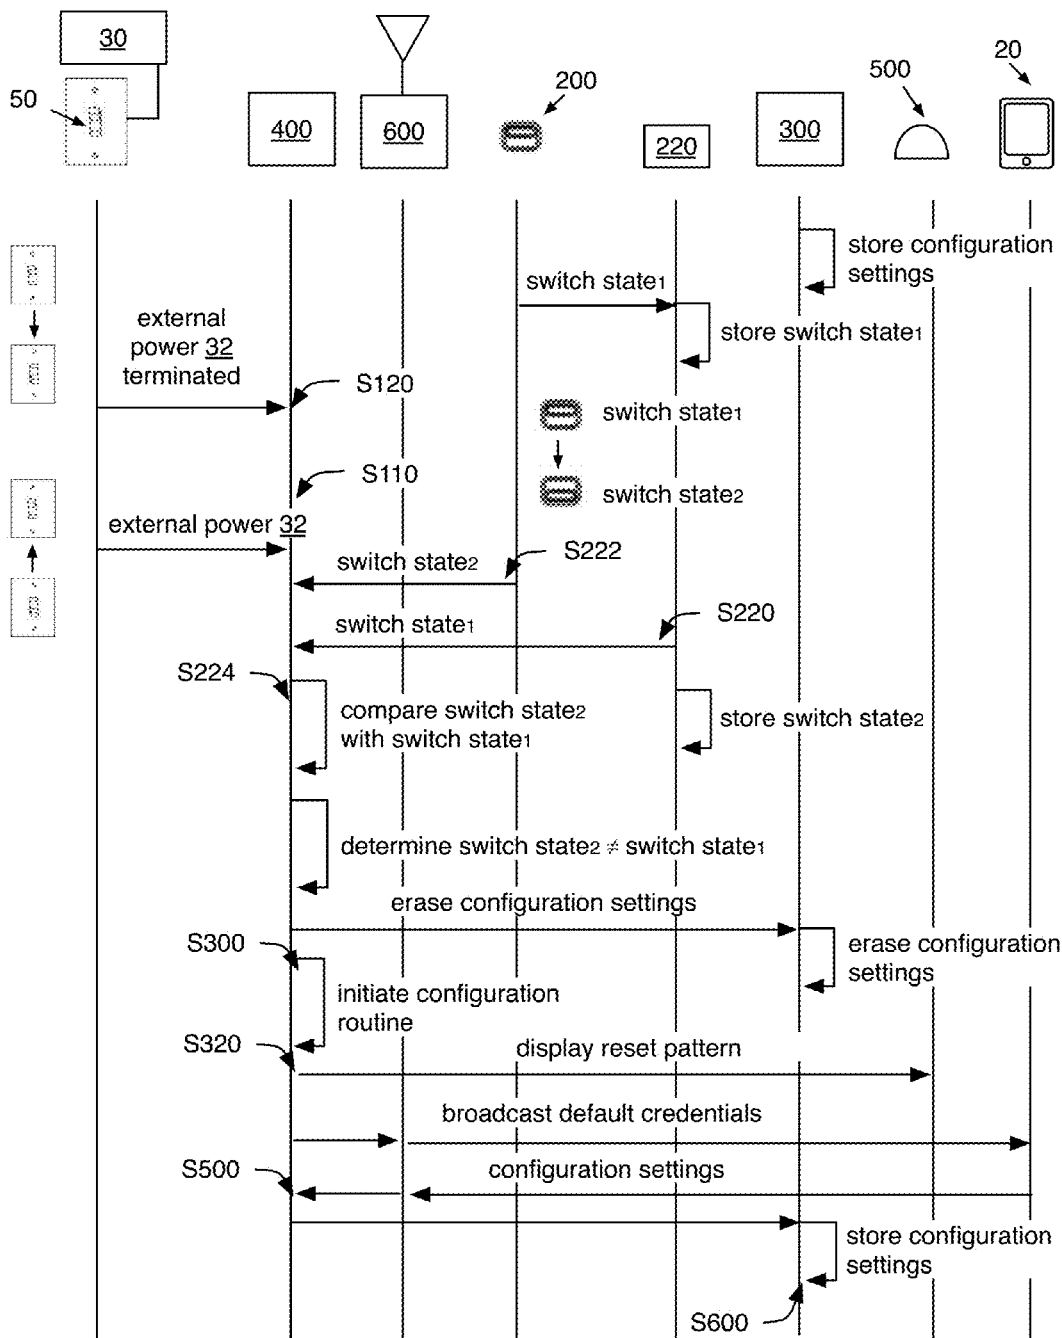 30
50
400
600
200
220
300
500
20
store configuration
settings
switch state1
store switch state1
external
power 32
terminated
S120
switch state1
S110
switch state2
external power 32
S222
switch state2
S220
switch state1
S224
compare switch state2
with switch state1
store switch state2
determine switch state2 ≠ switch state1
erase configuration settings
S300
erase configuration
settings
initiate configuration
routine
S320
display reset pattern
broadcast default credentials
S500
configuration settings
store configuration
settings
S600